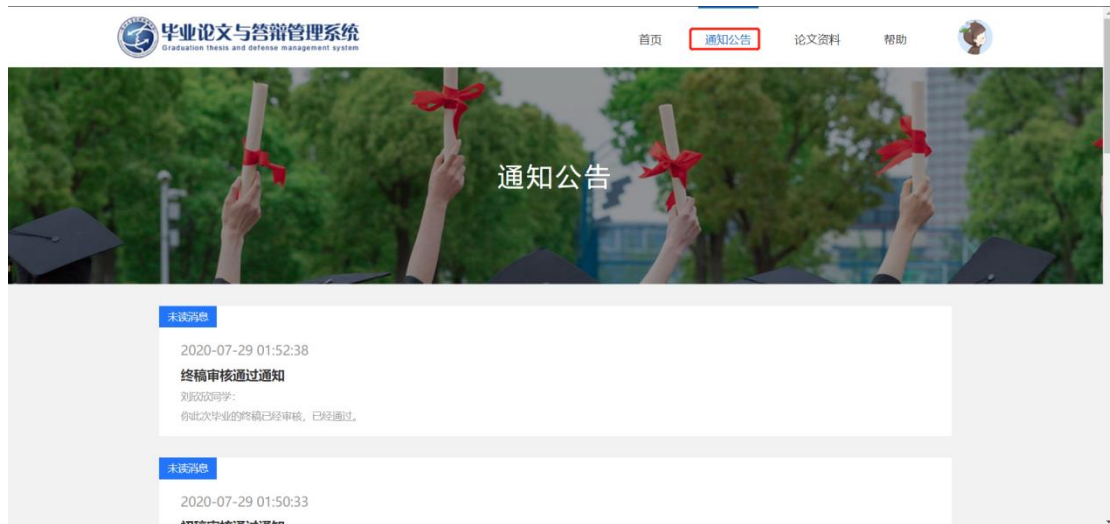 毕业论文与答辩管理系统
Graduation thesis and defense management system
首页 通知公告 论文资料 帮助
通知公告
未读消息
2020-07-29 01:52:38
终稿审核通过通知
刘欣欣同学：
你此次毕业的终稿已经审核，已经通过。
未读消息
2020-07-29 01:50:33